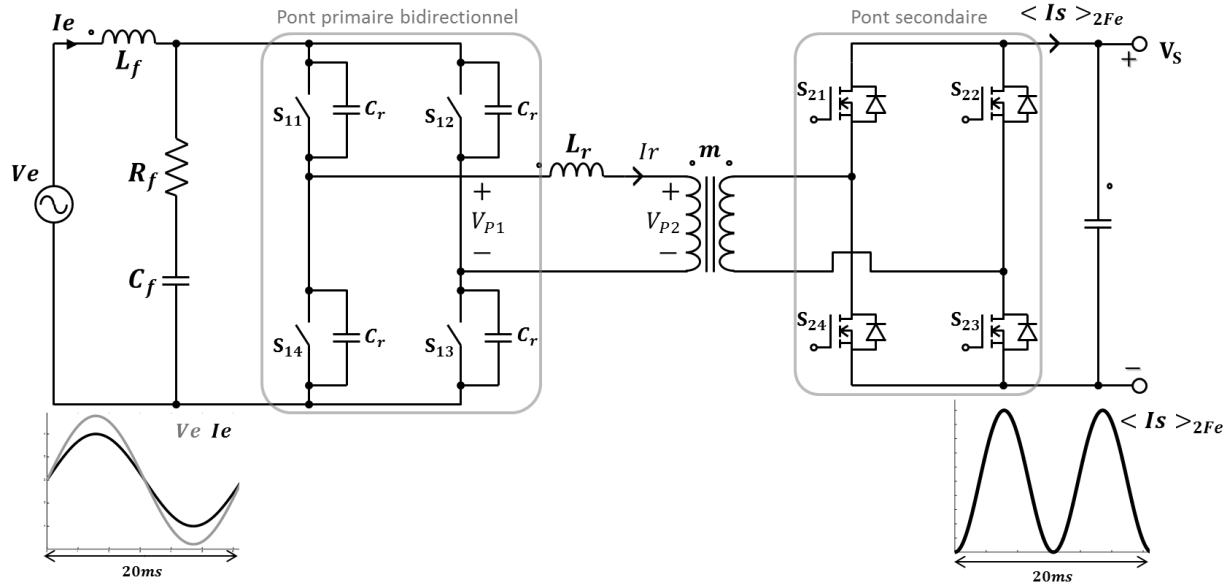 Pont primaire bidirectionnel
Pont secondaire
< Is >2Fe
Ie
Lf
VS
+
S21
S22
S11
Cr
S12
Cr
Lr
Ir
m
Rf
Ve
+
VP1
−
+
VP2
−
Cf
S14
Cr
S13
Cr
S24
S23
−
Ve Ie
20ms
< Is >2Fe
20ms